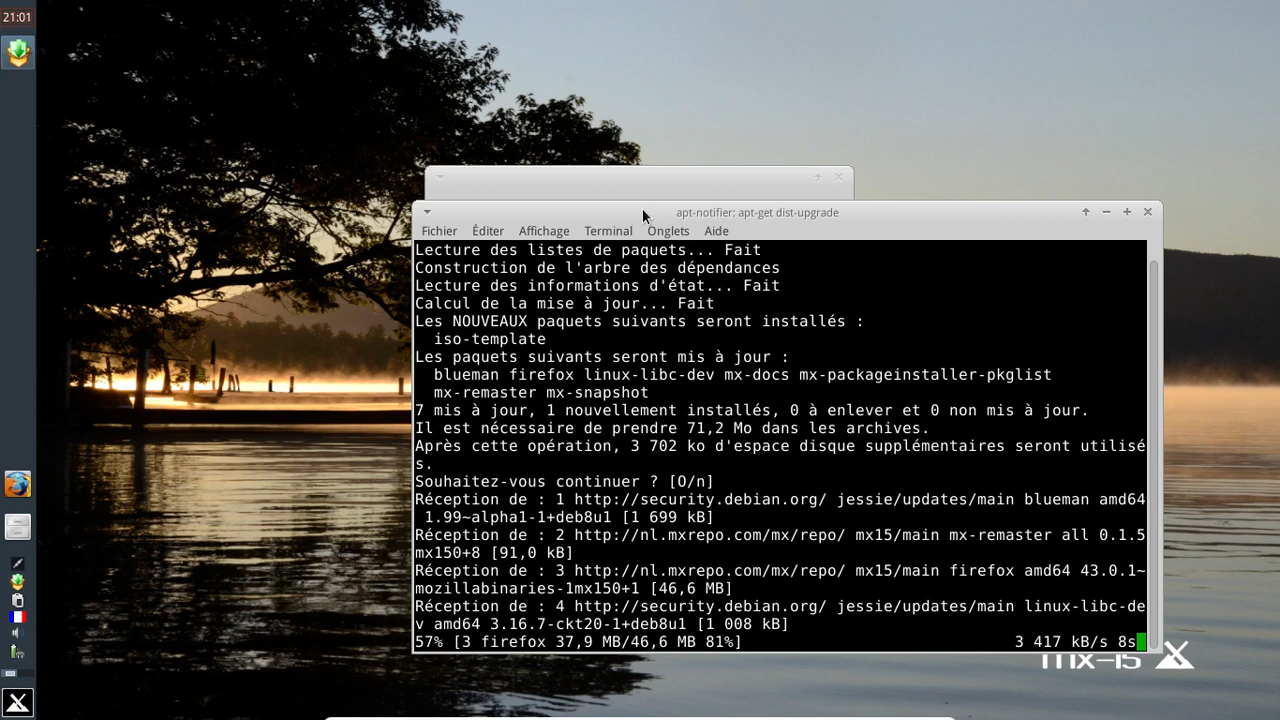 21:01
apt-notifier: apt-get dist-upgrade
Fichier Éditer Affichage Terminal Onglets Aide
Lecture des listes de paquets... Fait
Construction de l'arbre des dépendances
Lecture des informations d'état... Fait
Calcul de la mise à jour... Fait
Les NOUVEAUX paquets suivants seront installés :
iso-template
Les paquets suivants seront mis à jour :
blueman firefox linux-libc-dev mx-docs mx-packageinstaller-pkglist
mx-remaster mx-snapshot
7 mis à jour, 1 nouvellement installés, 0 à enlever et 0 non mis à jour.
Il est nécessaire de prendre 71,2 Mo dans les archives.
Après cette opération, 3 702 ko d'espace disque supplémentaires seront utilisé
s.
Souhaitez-vous continuer ? [O/n]
Réception de : 1 http://security.debian.org/ jessie/updates/main blueman amd64
1.99~alpha1-1+deb8u1 [1 699 kB]
Réception de : 2 http://nl.mxrepo.com/mx/repo/ mx15/main mx-remaster all 0.1.5
mx150+8 [91,0 kB]
Réception de : 3 http://nl.mxrepo.com/mx/repo/ mx15/main firefox amd64 43.0.1~
mozillabinaries-1mx150+1 [46,6 MB]
Réception de : 4 http://security.debian.org/ jessie/updates/main linux-libc-de
v amd64 3.16.7-ckt20-1+deb8u1 [1 008 kB]
57% [3 firefox 37,9 MB/46,6 MB 81%] 3 417 kB/s 8s
mx-15